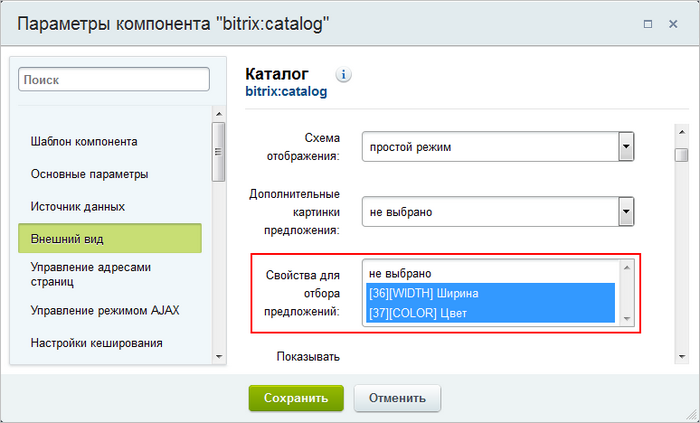 Параметры компонента "bitrix:catalog"
Поиск
Шаблон компонента
Основные параметры
Источник данных
Внешний вид
Управление адресами
страниц
Управление режимом AJAX
Настройки кеширования
Каталог
bitrix:catalog
Схема
отображения:
простой режим
Дополнительные
картинки
предложения:
не выбрано
Свойства для
отбора
предложений:
не выбрано
[36][WIDTH] Ширина
[37][COLOR] Цвет
Показывать
Сохранить
Отменить